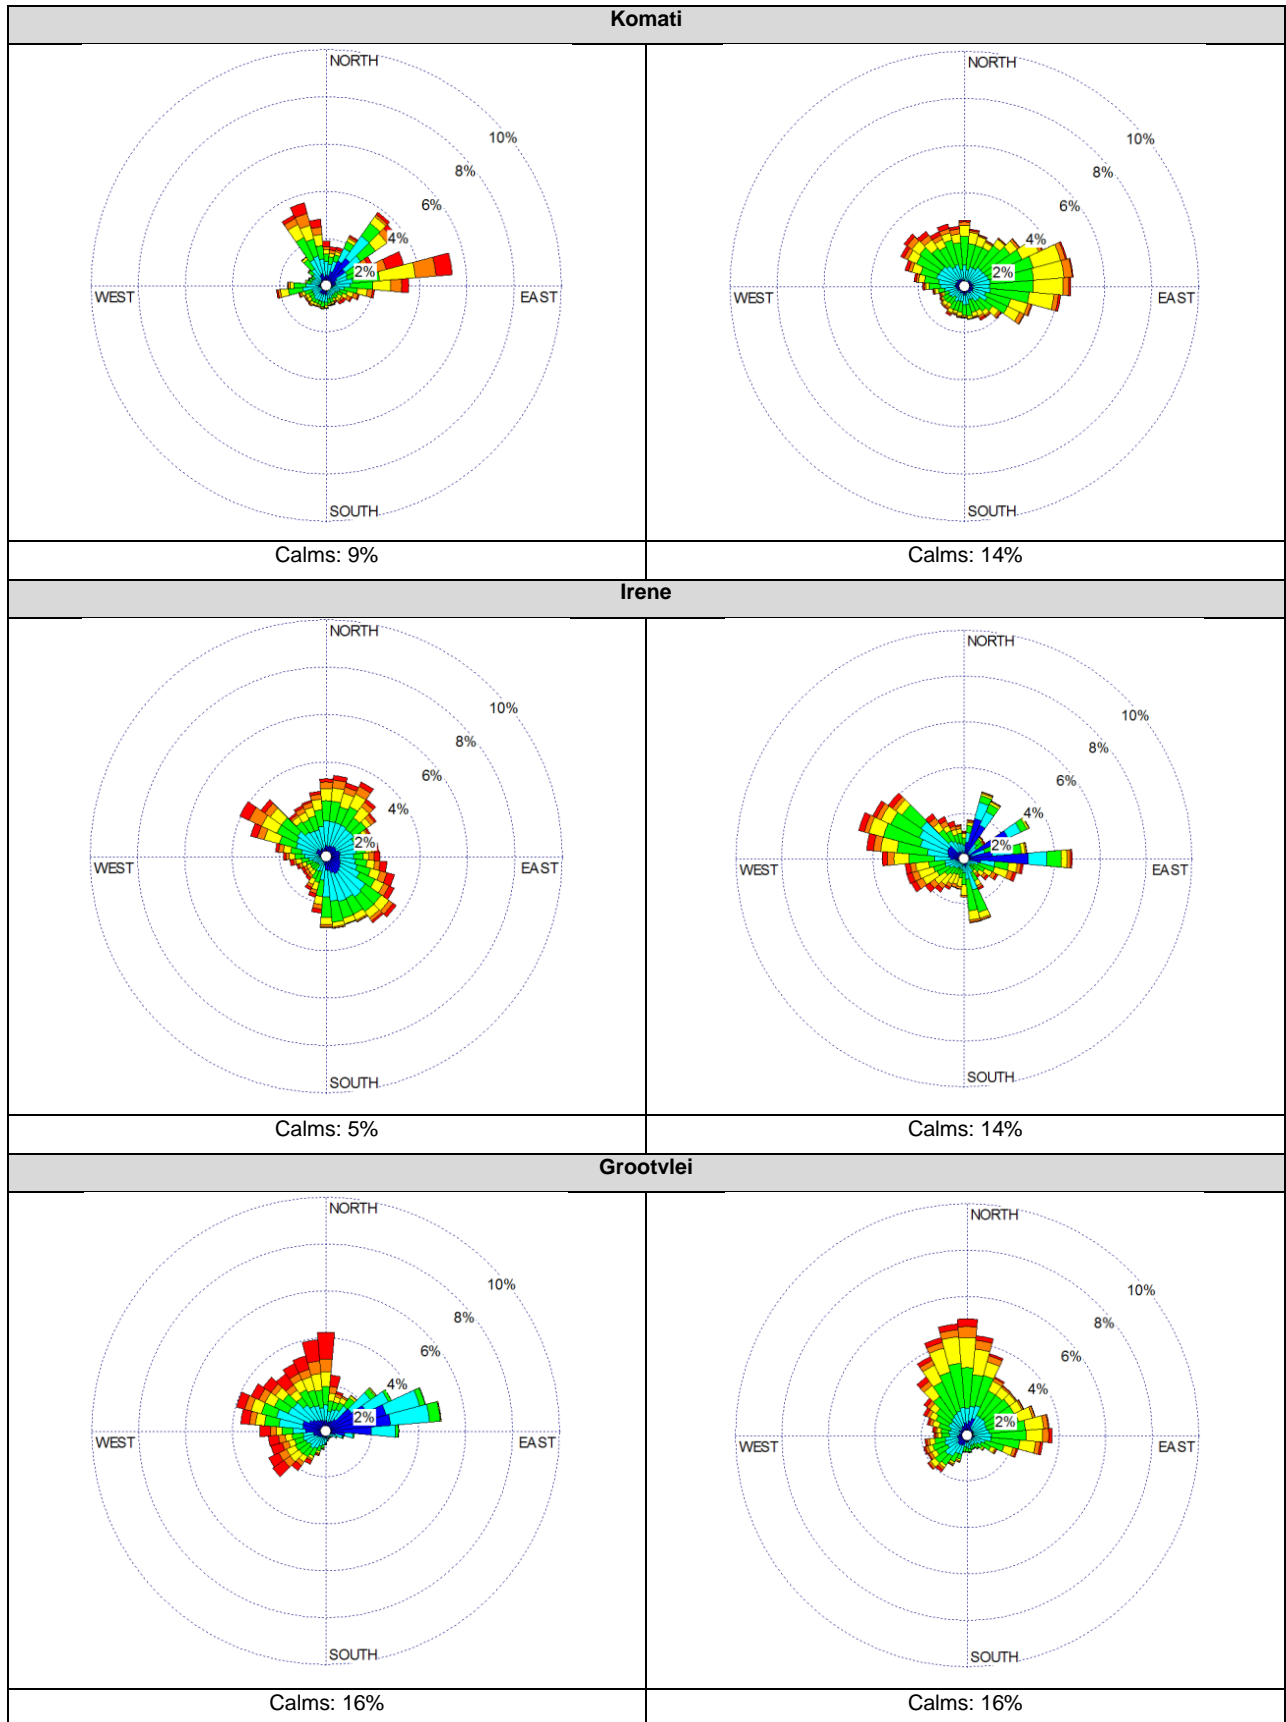 Komati
NORTH
10%
8%
6%
4%
2%
WEST
EAST
SOUTH
NORTH
10%
8%
6%
4%
2%
WEST
EAST
SOUTH
Calms: 9%
Calms: 14%
Irene
NORTH
10%
8%
6%
4%
2%
WEST
EAST
SOUTH
NORTH
10%
8%
6%
4%
2%
WEST
EAST
SOUTH
Calms: 5%
Calms: 14%
Grootvlei
NORTH
10%
8%
6%
4%
2%
WEST
EAST
SOUTH
NORTH
10%
8%
6%
4%
2%
WEST
EAST
SOUTH
Calms: 16%
Calms: 16%